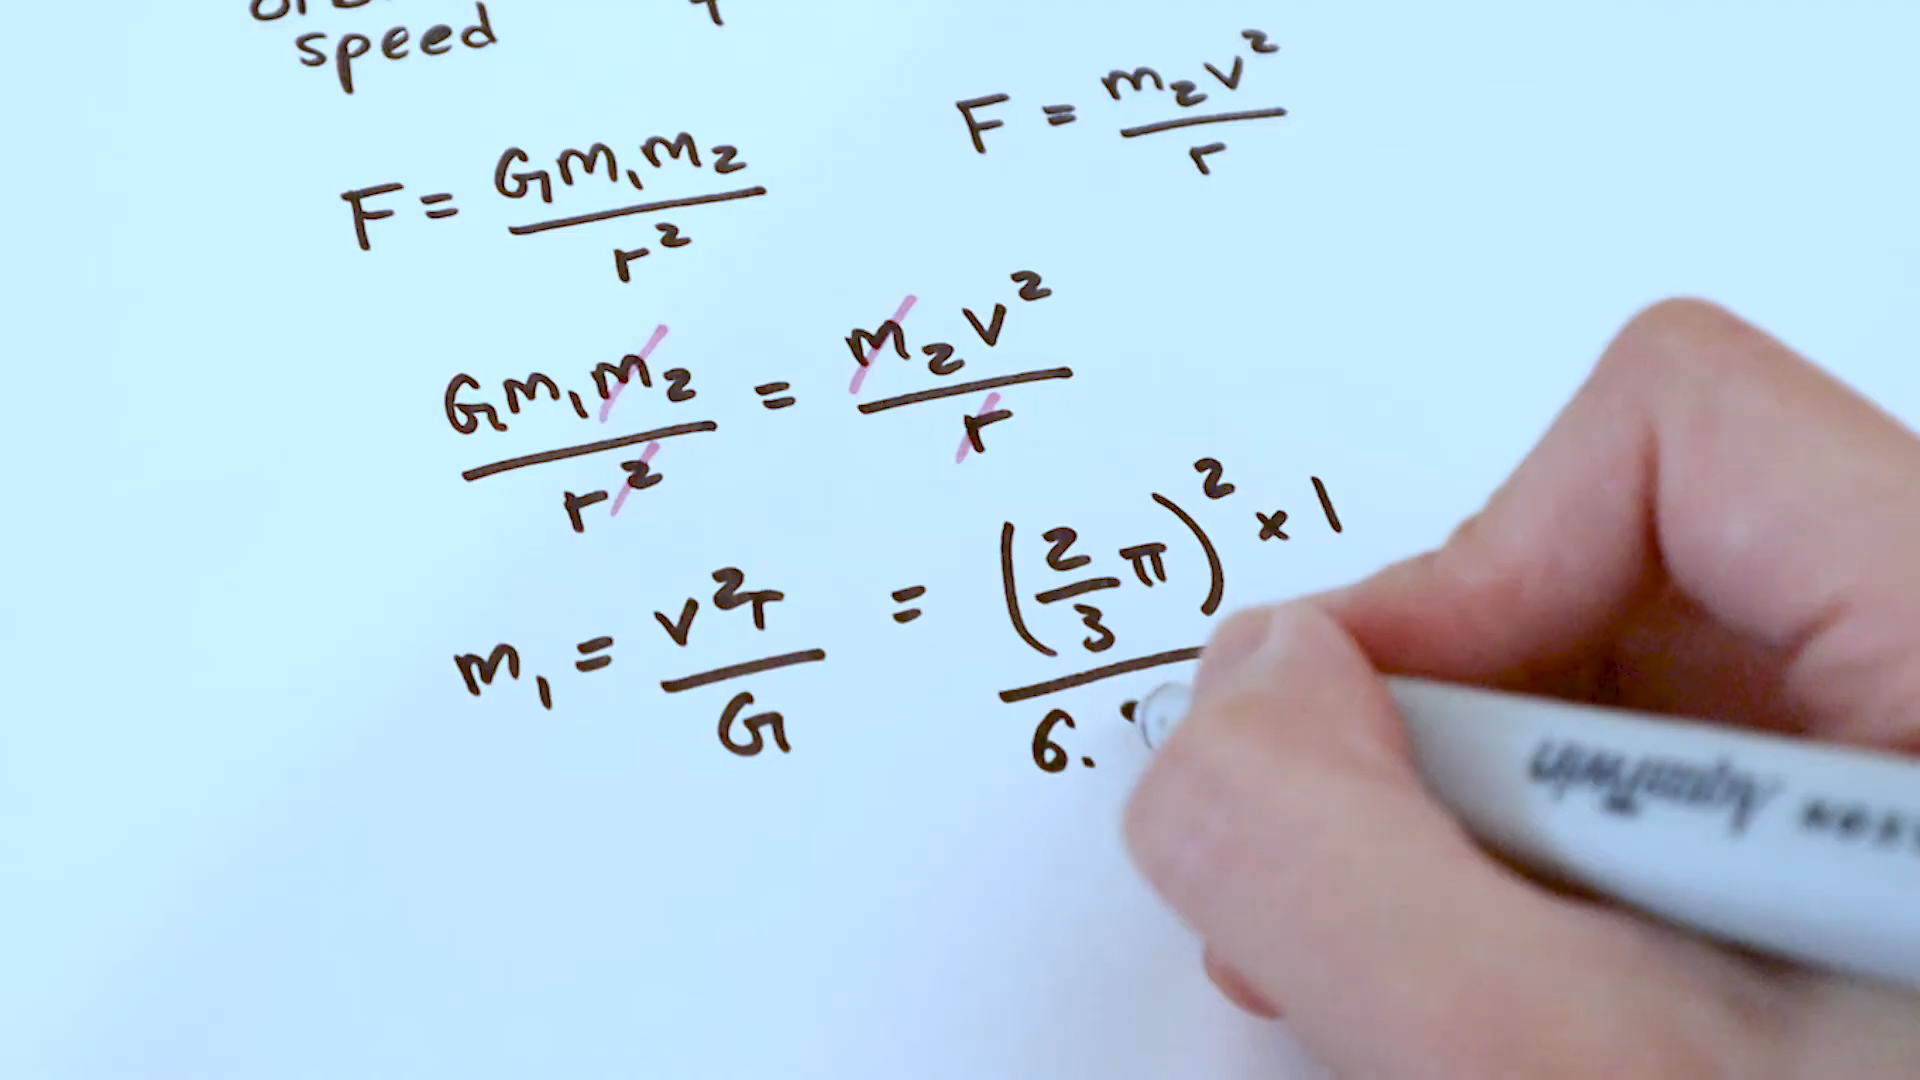 speed
F = Gm₁m₂/r²
F = m₂v²/r
Gm₁m₂/r² = m₂v²/r
m₁ = v²r/G = (2/3 π)² × 1/6.